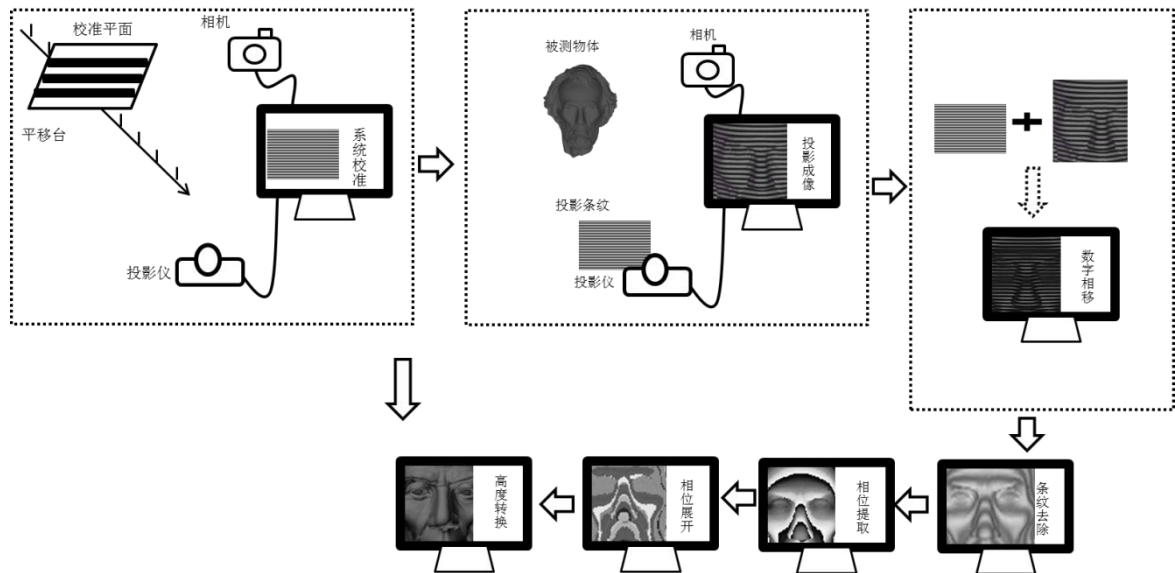 校准平面
相机
平移台
系统校准
投影仪
被测物体
相机
投影成像
投影条纹
投影仪
数字相移
条纹去除
相位提取
相位展开
高度转换